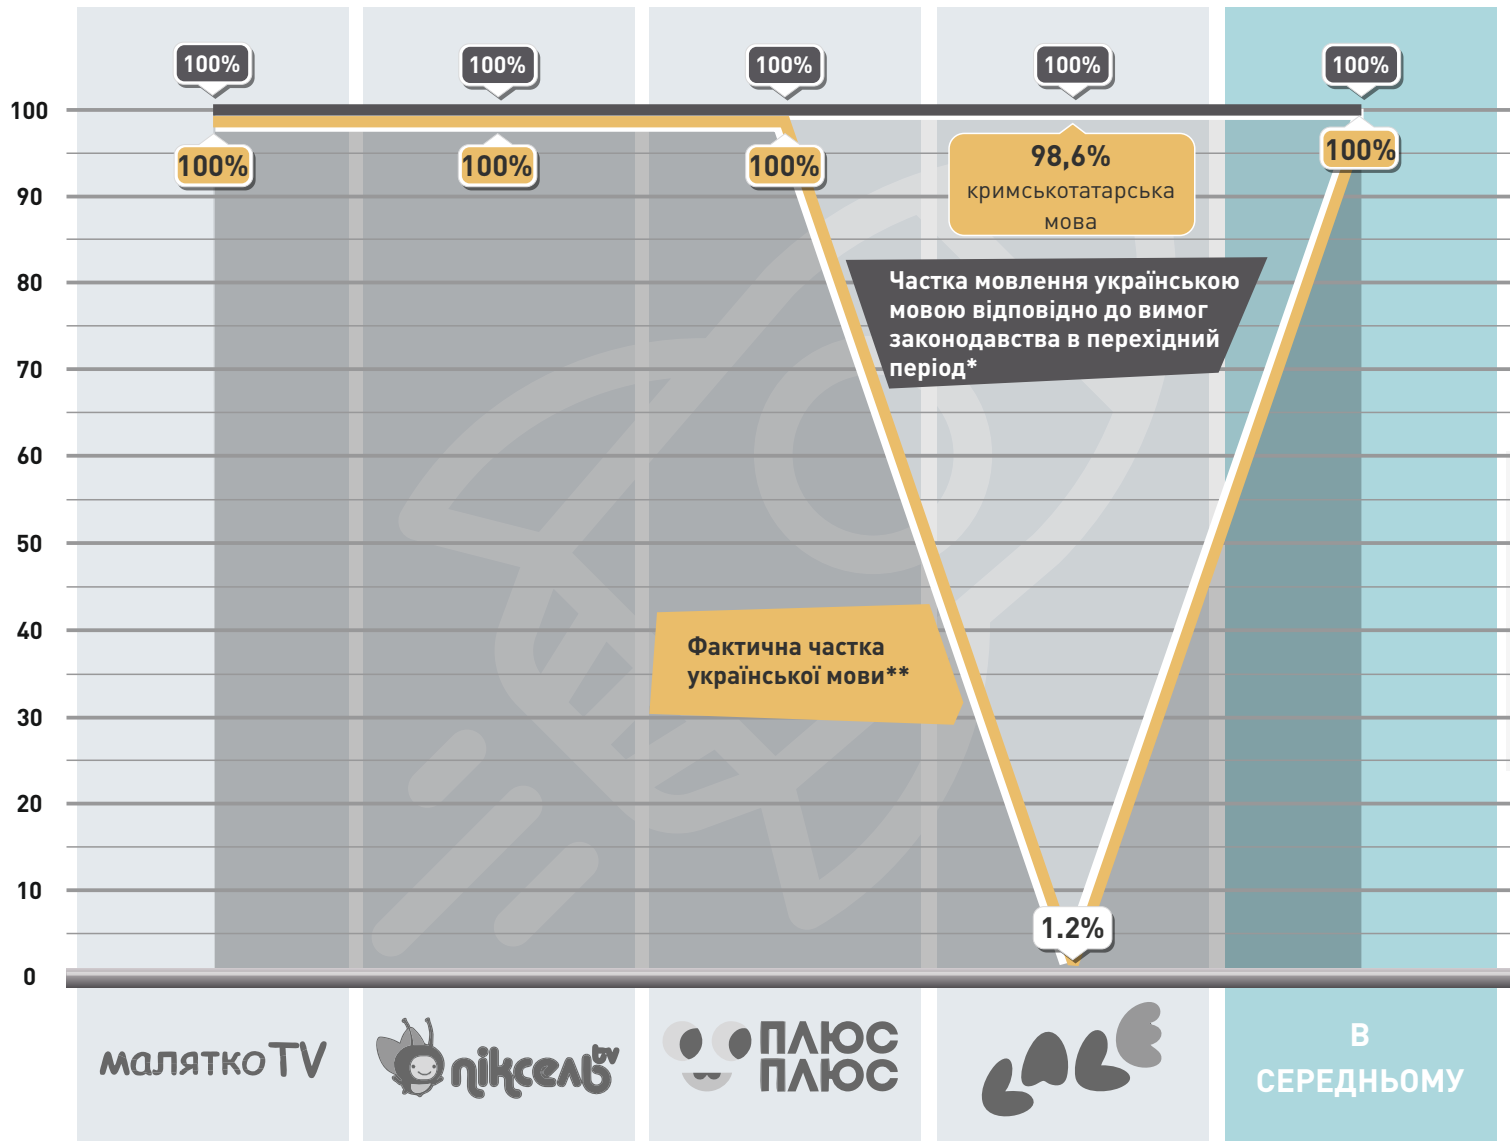 100%
100%
100%
100%
100%
100
100%
100%
100%
98,6%
кримськотатарська
мова
100%
90
80
Частка мовлення українською
мовою відповідно до вимог
законодавства в перехідний
період*
70
60
50
40
Фактична частка
української мови**
30
20
10
1.2%
0
малятко TV
піксель tv
ПЛЮС
ПЛЮС
В
СЕРЕДНЬОМУ